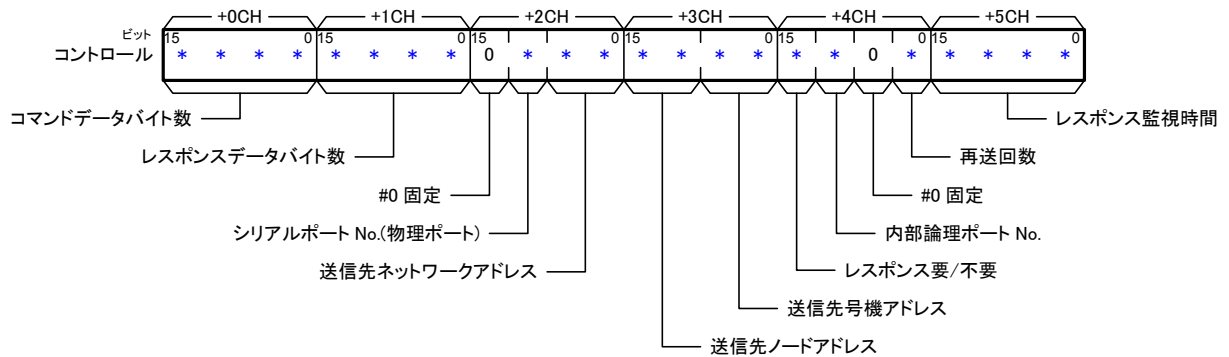 +0CH +1CH +2CH +3CH +4CH +5CH
ビット 15 0 15 0 15 0 15 0 15 0 15 0
コントロール * * * * * * * * 0 * * * * * * * * * 0 * * * * *
コマンドデータバイト数 レスポンス監視時間
レスポンスデータバイト数 再送回数
#0 固定 #0 固定
シリアルポート No.(物理ポート) 内部論理ポート No.
送信先ネットワークアドレス レスポンス要/不要
送信先号機アドレス
送信先ノードアドレス